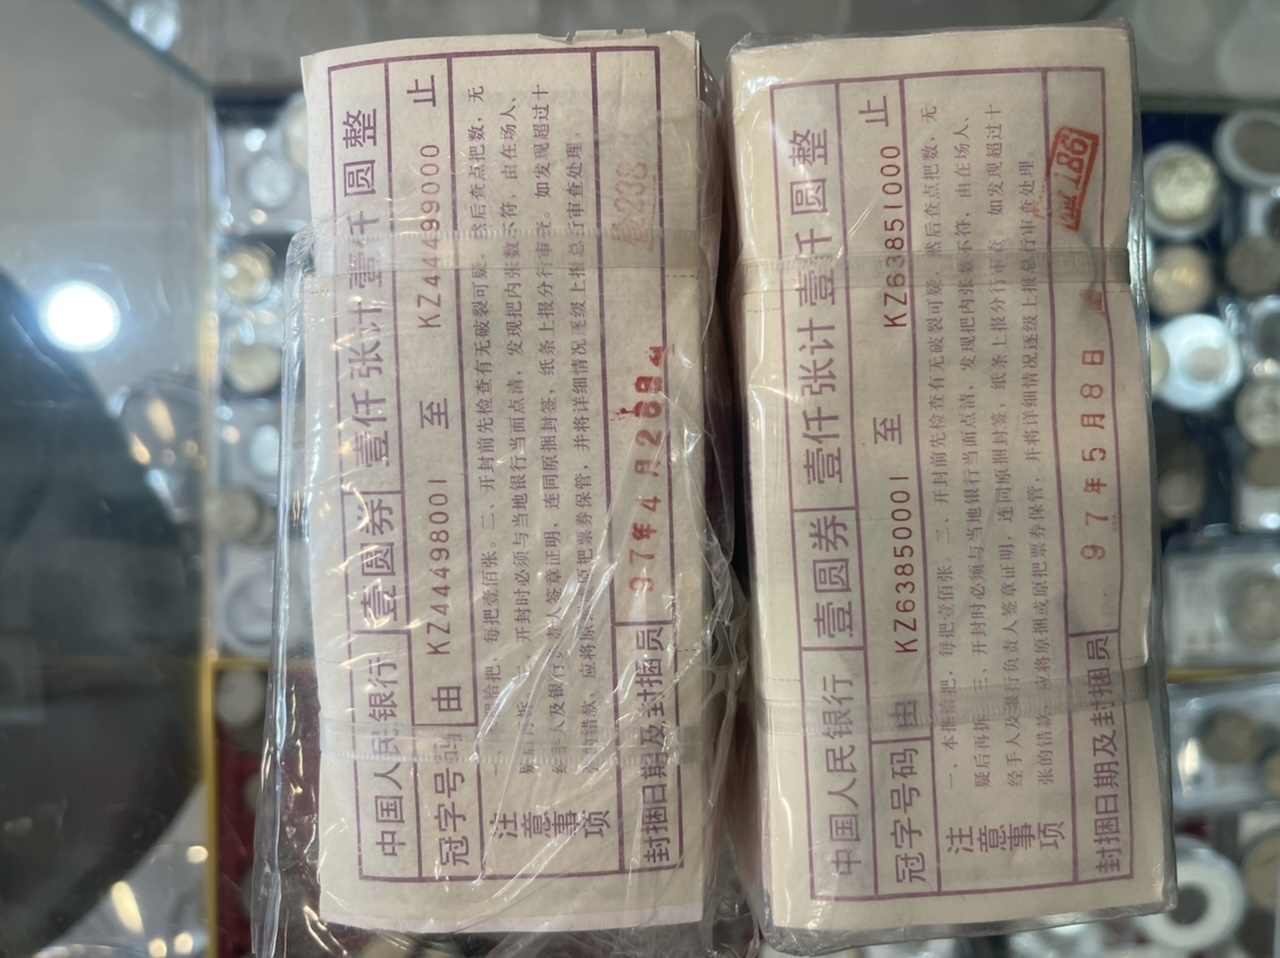 中国人民银行 壹圆券 壹仟张计壹仟圆整
冠字号码 由 KZ4498001 至 KZ4499000 止
注意事项
每把壹佰张。二、开封前先检查有无破裂可疑，然后查点把数，无
开封时必须与当地银行当面点清，发现把内张数不符，由在场人、
经手人及银行负责人签章证明，连同原捆封签，纸条上报分行审查。如发现超过十
原把票券保管，并将详细情况逐级上报总行审查处理。
封捆日期及封捆员 97年4月26日
中国人民银行 壹圆券 壹仟张计壹仟圆整
冠字号码 由 KZ63850001 至 KZ63851000 止
注意事项
一、本捆拾把，每把壹佰张。二、开封前先检查有无破裂可疑，然后查点把数，无
疑后再拆。三、开封时必须与当地银行当面点清，发现把内张数不符，由在场人、
经手人及银行负责人签章证明，连同原捆封签，纸条上报分行审查。如发现超过十
张的错款，应将原捆或原把票券保管，并将详细情况逐级上报总行审查处理。
封捆日期及封捆员 97年5月8日
186